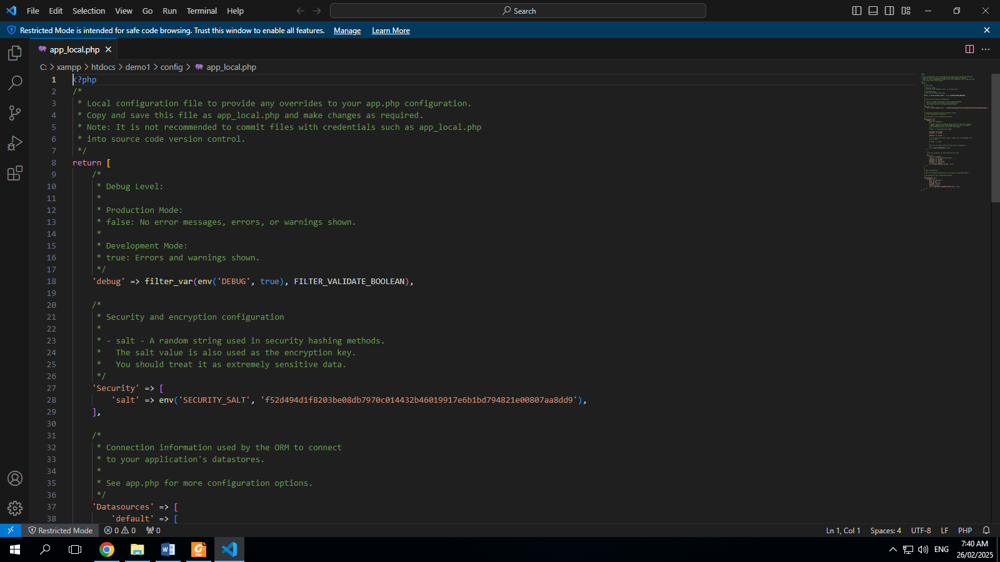 File Edit Selection View Go Run Terminal Help
Search
Restricted Mode is intended for safe code browsing. Trust this window to enable all features. Manage Learn More
app_local.php
C: > xampp > htdocs > demo1 > config > app_local.php
1 <?php
2 /*
3 * Local configuration file to provide any overrides to your app.php configuration.
4 * Copy and save this file as app_local.php and make changes as required.
5 * Note: It is not recommended to commit files with credentials such as app_local.php
6 * into source code version control.
7 */
8 return [
9 /*
10 * Debug Level:
11 *
12 * Production Mode:
13 * false: No error messages, errors, or warnings shown.
14 *
15 * Development Mode:
16 * true: Errors and warnings shown.
17 */
18 'debug' => filter_var(env('DEBUG', true), FILTER_VALIDATE_BOOLEAN),
19
20 /*
21 * Security and encryption configuration
22 *
23 * - salt - A random string used in security hashing methods.
24 * The salt value is also used as the encryption key.
25 * You should treat it as extremely sensitive data.
26 */
27 'Security' => [
28 'salt' => env('SECURITY_SALT', 'f52d494d1f8203be08db7970c014432b46019917e6b1bd794821e00807aa8dd9'),
29 ],
30
31 /*
32 * Connection information used by the ORM to connect
33 * to your application's datastores.
34 *
35 * See app.php for more configuration options.
36 */
37 'Datasources' => [
38 'default' => [
Restricted Mode 0 0 0 Ln 1, Col 1 Spaces: 4 UTF-8 LF PHP
ENG
7:40 AM
26/02/2025